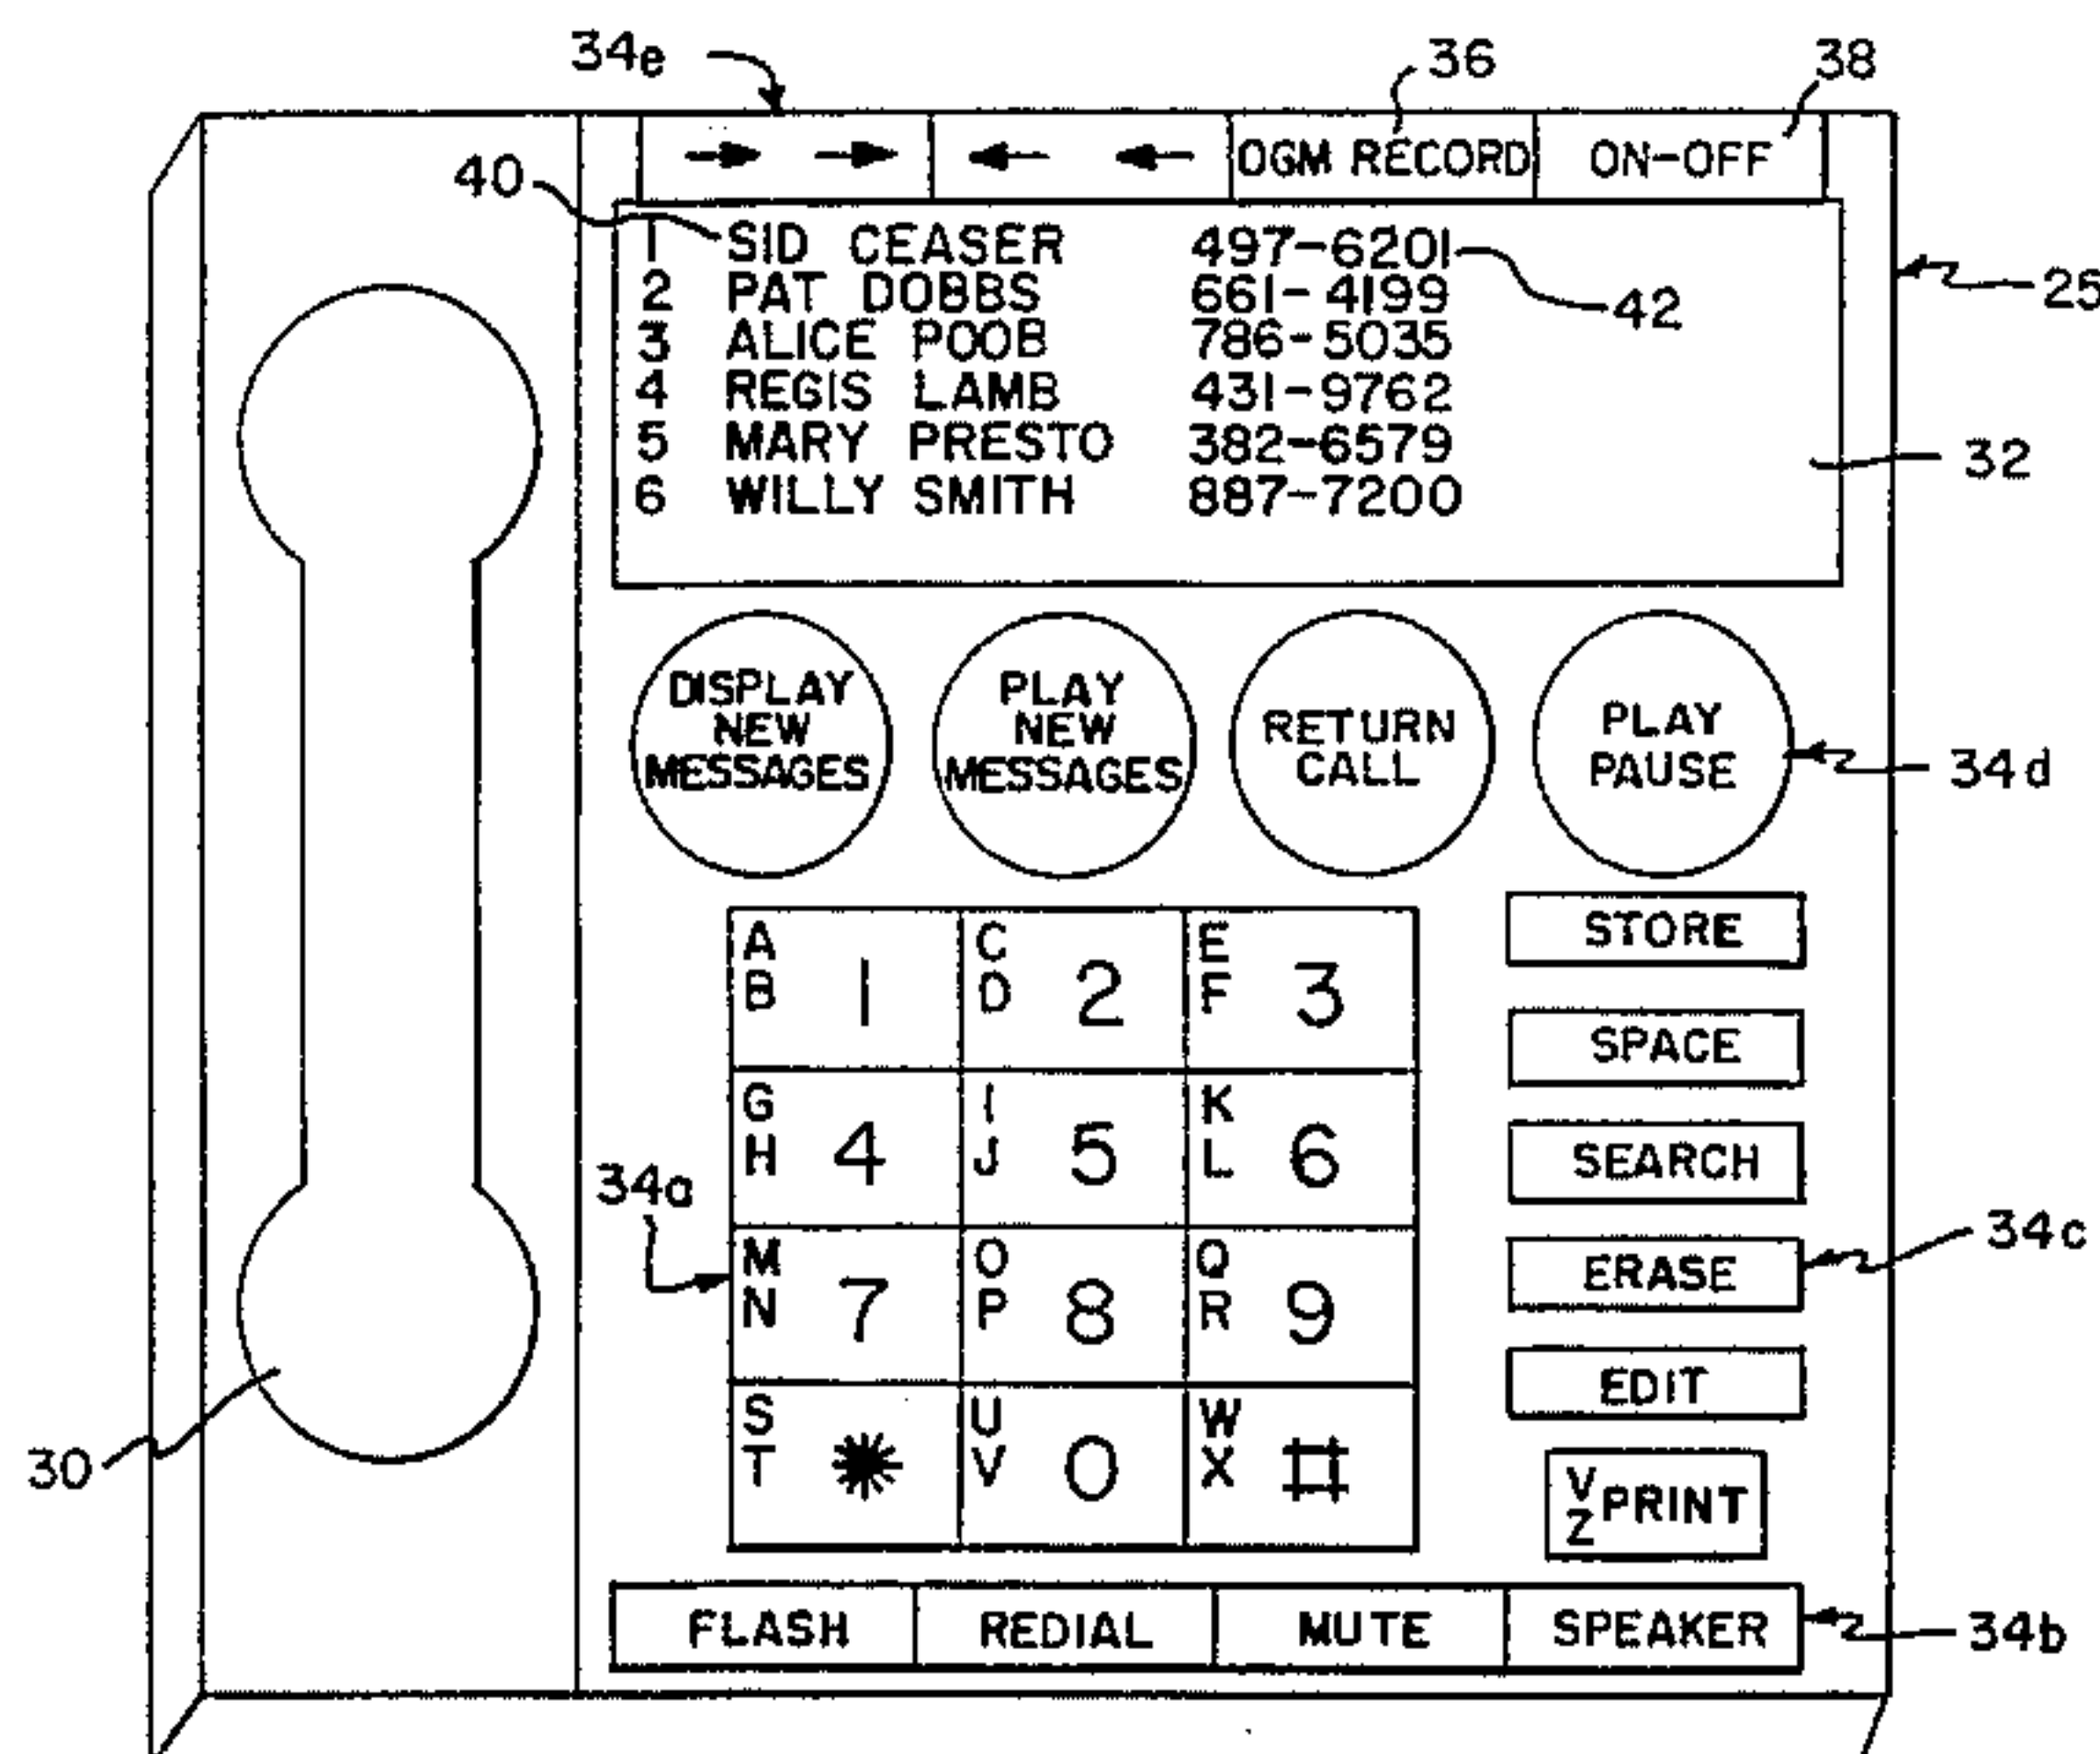 34e 36 38
→ → ← ← OGM RECORD ON-OFF
40
1 SID CEASER 497-6201
2 PAT DOBBS 661-4199
42
25
3 ALICE POOB 786-5035
4 REGIS LAMB 431-9762
5 MARY PRESTO 382-6579
32
6 WILLY SMITH 887-7200
DISPLAY
NEW
MESSAGES
PLAY
NEW
MESSAGES
RETURN
CALL
PLAY
PAUSE
34d
A B 1 C D 2 E F 3
STORE
SPACE
G H 4 I J 5 K L 6
SEARCH
34a
M N 7 O P 8 Q R 9
ERASE
34c
EDIT
S T * U V 0 W X #
V Z PRINT
30
FLASH REDIAL MUTE SPEAKER
34b